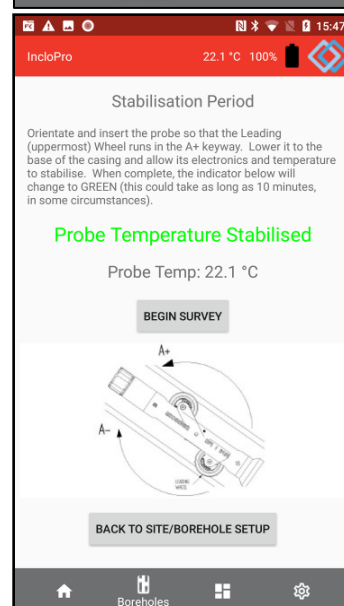 15:47
IncloPro
22.1 °C 100%
Stabilisation Period
Orientate and insert the probe so that the Leading
(uppermost) Wheel runs in the A+ keyway. Lower it to the
base of the casing and allow its electronics and temperature
to stabilise. When complete, the indicator below will
change to GREEN (this could take as long as 10 minutes,
in some circumstances).
Probe Temperature Stabilised
Probe Temp: 22.1 °C
BEGIN SURVEY
A+
A-
LEADING
WHEEL
BACK TO SITE/BOREHOLE SETUP
Boreholes